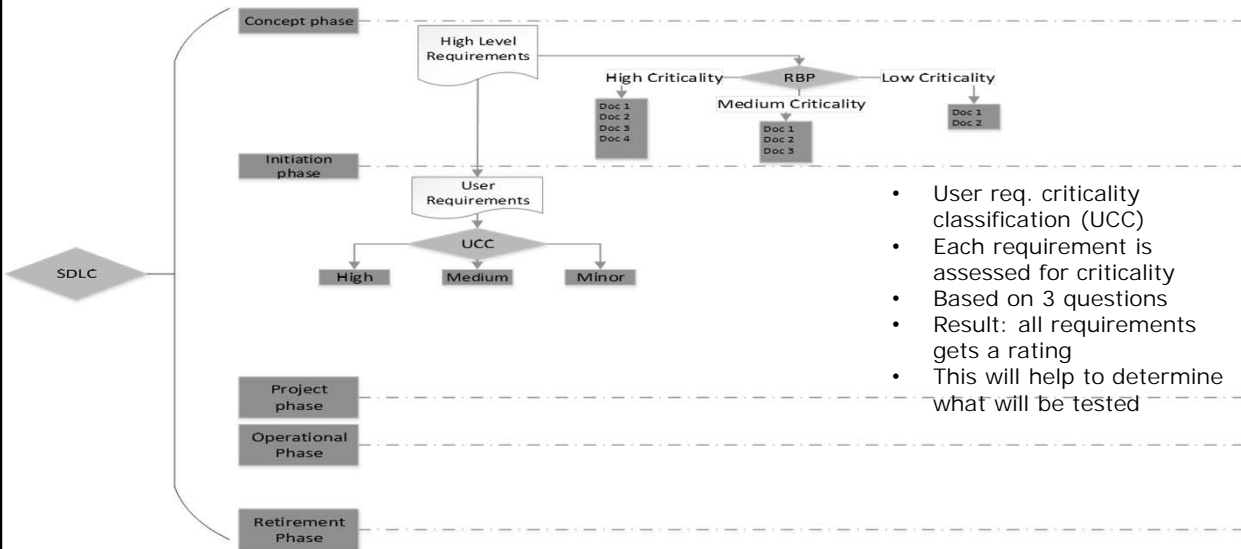 Concept phase
High Level
Requirements
High Criticality
RBP
Low Criticality
Medium Criticality
Doc 1
Doc 2
Doc 3
Doc 4
Doc 1
Doc 2
Doc 3
Doc 1
Doc 2
Initiation
phase
User
Requirements
UCC
High
Medium
Minor
SDLC
• User req. criticality
classification (UCC)
• Each requirement is
assessed for criticality
• Based on 3 questions
• Result: all requirements
gets a rating
• This will help to determine
what will be tested
Project
phase
Operational
Phase
Retirement
Phase